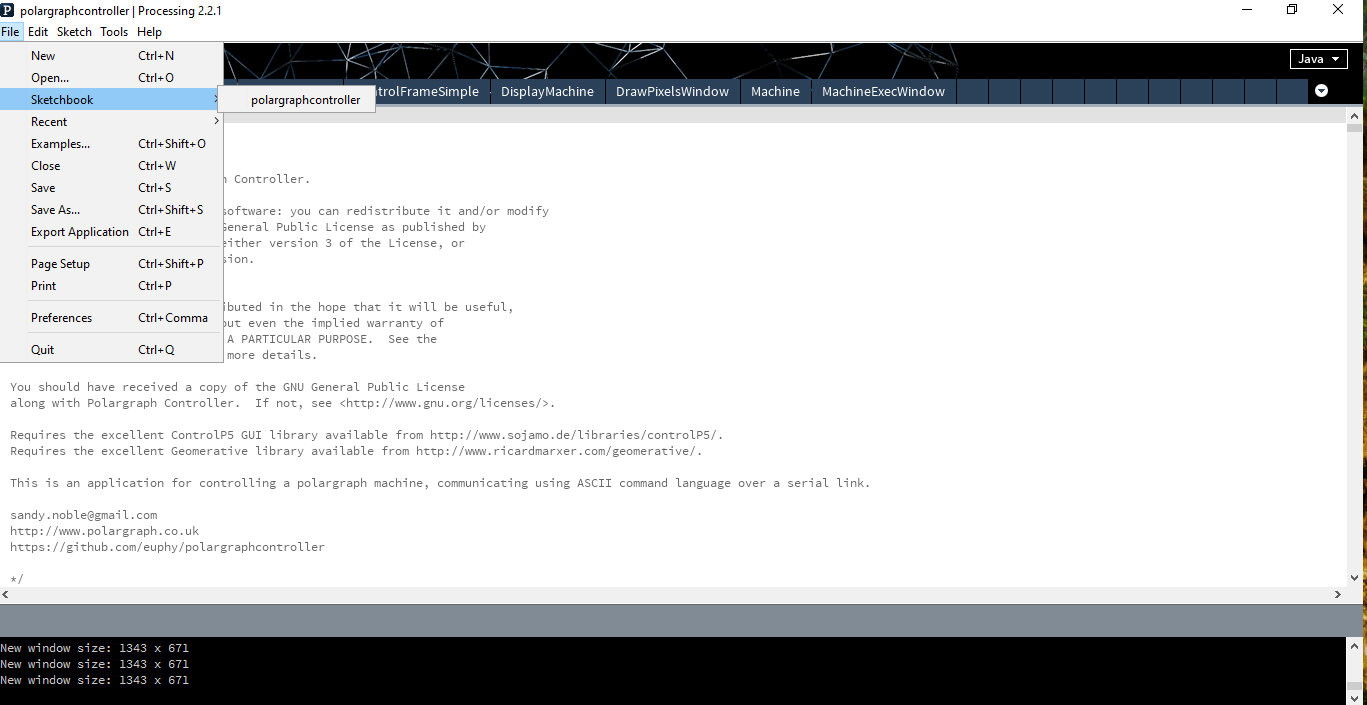 polargraphcontroller | Processing 2.2.1
File Edit Sketch Tools Help
New Ctrl+N
Open... Ctrl+O
Sketchbook
polargraphcontroller
Recent
Examples... Ctrl+Shift+O
Close Ctrl+W
Save Ctrl+S
Save As... Ctrl+Shift+S
Export Application Ctrl+E
Page Setup Ctrl+Shift+P
Print Ctrl+P
Preferences Ctrl+Comma
Quit Ctrl+Q
Java
trolFrameSimple DisplayMachine DrawPixelsWindow Machine MachineExecWindow
Controller.
software: you can redistribute it and/or modify
General Public License as published by
either version 3 of the License, or
sion.
ibuted in the hope that it will be useful,
out even the implied warranty of
A PARTICULAR PURPOSE.  See the
more details.
You should have received a copy of the GNU General Public License
along with Polargraph Controller.  If not, see <http://www.gnu.org/licenses/>.
Requires the excellent ControlP5 GUI library available from http://www.sojamo.de/libraries/controlP5/.
Requires the excellent Geomerative library available from http://www.ricardmarxer.com/geomerative/.
This is an application for controlling a polargraph machine, communicating using ASCII command language over a serial link.
sandy.noble@gmail.com
http://www.polargraph.co.uk
https://github.com/euphy/polargraphcontroller
*/
New window size: 1343 x 671
New window size: 1343 x 671
New window size: 1343 x 671